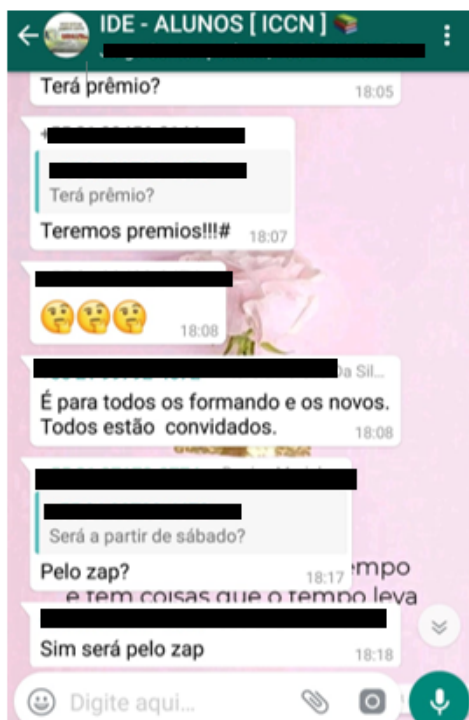 IDE - ALUNOS [ ICCN ] 📚
Terá prêmio?
18:05
Terá prêmio?
Teremos premios!!!#
18:07
🤔🤔🤔
18:08
Da Sil...
É para todos os formando e os novos.
Todos estão convidados.
18:08
Será a partir de sábado?
Pelo zap?
18:17
empo
e tem coisas que o tempo leva
Sim será pelo zap
18:18
Digite aqui...